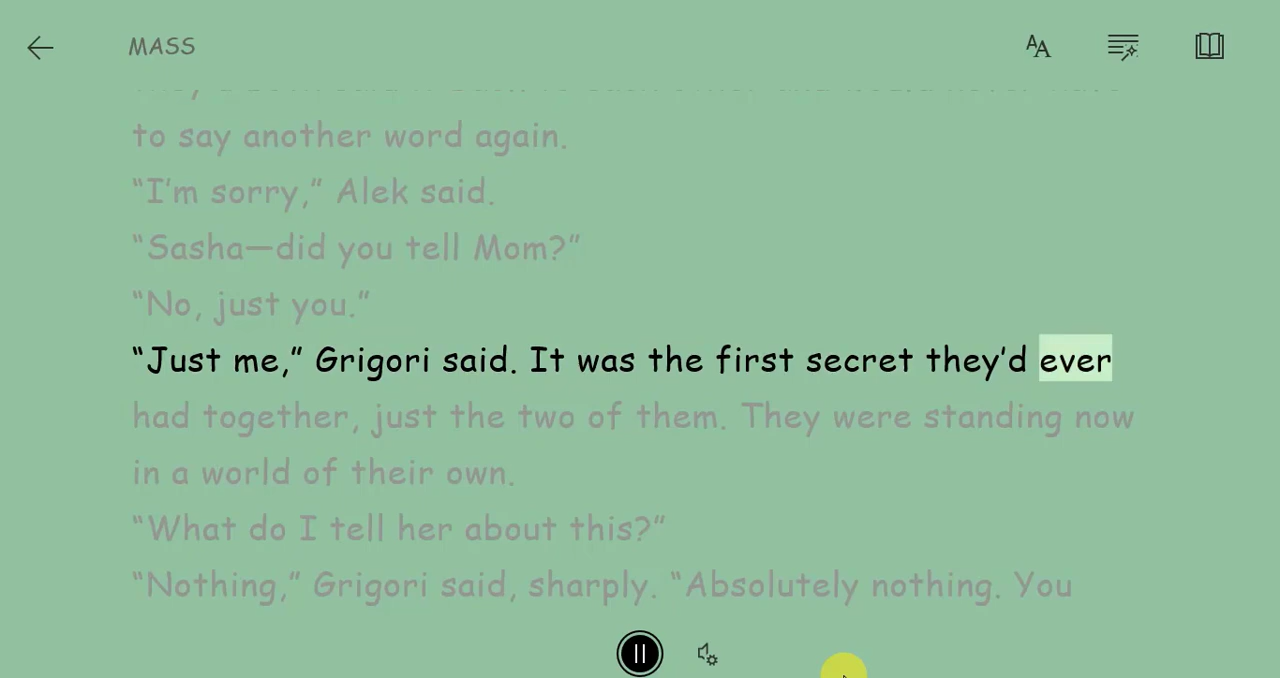 MASS
to say another word again.
“I’m sorry,” Alek said.
“Sasha—did you tell Mom?”
“No, just you.”
“Just me,” Grigori said. It was the first secret they’d ever
had together, just the two of them. They were standing now
in a world of their own.
“What do I tell her about this?”
“Nothing,” Grigori said, sharply. “Absolutely nothing. You